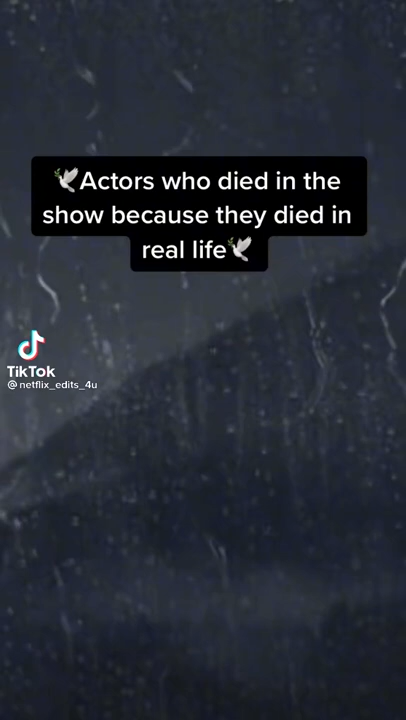 🕊️Actors who died in the
show because they died in
real life🕊️
TikTok
@netflix_edits_4u